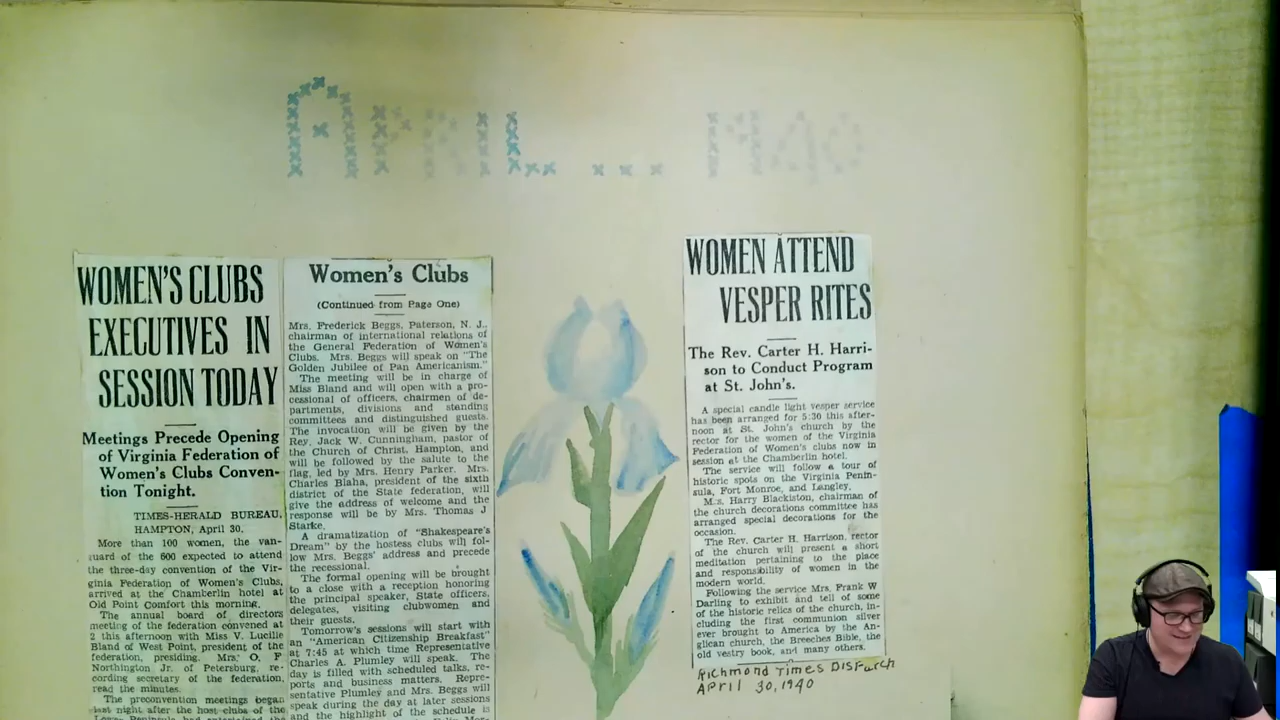 APRIL ... MAY
WOMEN'S CLUBS
EXECUTIVES IN
SESSION TODAY
Meetings Precede Opening
of Virginia Federation of
Women's Clubs Conven-
tion Tonight.
TIMES-HERALD BUREAU,
HAMPTON, April 30.
More than 100 women, the van-
guard of the 600 expected to attend
the three-day convention of the Vir-
ginia Federation of Women's Clubs,
arrived at the Chamberlin hotel at
Old Point Comfort this morning.
The annual board of directors
meeting of the federation convened at
2 this afternoon with Miss V. Lucille
Bland of West Point, president of the
federation, presiding. Mrs. O. F
Northington Jr. of Petersburg, re-
cording secretary of the federation,
read the minutes.
The preconvention meetings began
last night after the host clubs of the
Women's Clubs
(Continued from Page One)
Mrs. Frederick Beggs, Paterson, N. J.,
chairman of international relations of
the General Federation of Women's
Clubs. Mrs. Beggs will speak on "The
Golden Jubilee of Pan Americanism."
The meeting will be in charge of
Miss Bland and will open with a pro-
cessional of officers, chairmen of de-
partments, divisions and standing
committees and distinguished guests.
The invocation will be given by the
Rev. Jack W. Cunningham, pastor of
the Church of Christ, Hampton, and
will be followed by the salute to the
flag, led by Mrs. Henry Parker. Mrs.
Charles Blaha, president of the sixth
district of the State federation, will
give the address of welcome and the
response will be by Mrs. Thomas J
Starke.
A dramatization of "Shakespeare's
Dream" by the hostess clubs will fol-
low Mrs. Beggs' address and precede
the recessional.
The formal opening will be brought
to a close with a reception honoring
the principal speaker, State officers,
delegates, visiting clubwomen and
their guests.
Tomorrow's sessions will start with
an "American Citizenship Breakfast"
at 7:45 at which time Representative
Charles A. Plumley will speak. The
day is filled with scheduled talks, re-
ports and business matters. Repre-
sentative Plumley and Mrs. Beggs will
speak during the day at later sessions
and the highlight of the schedule is
WOMEN ATTEND
VESPER RITES
The Rev. Carter H. Harri-
son to Conduct Program
at St. John's.
A special candle light vesper service
has been arranged for 5:30 this after-
noon at St. John's church by the
rector for the women of the Virginia
Federation of Women's clubs now in
session at the Chamberlin hotel.
The service will follow a tour of
historic spots on the Virginia Penin-
sula, Fort Monroe, and Langley.
Mrs. Harry Blackiston, chairman of
the church decorations committee has
arranged special decorations for the
occasion.
The Rev. Carter H. Harrison, rector
of the church will present a short
meditation pertaining to the place
and responsibility of women in the
modern world.
Following the service Mrs. Frank W
Darling to exhibit and tell of some
of the historic relics of the church, in-
cluding the first communion silver
ever brought to America by the An-
glican church, the Breeches Bible, the
old vestry book, and many others.
Richmond Times Dispatch
April 30, 1940